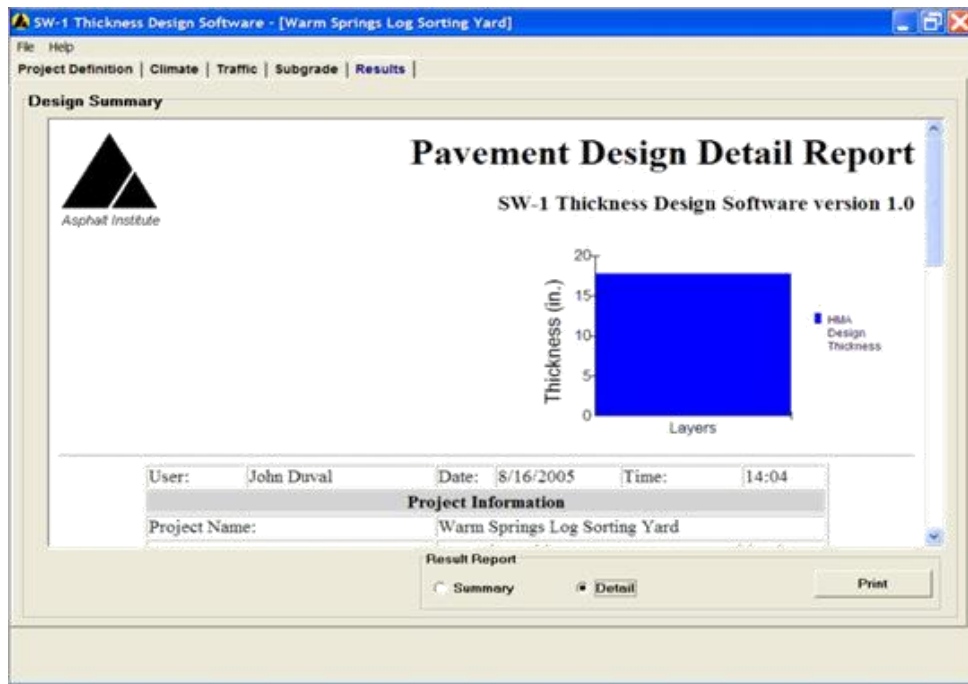 SW-1 Thickness Design Software - [Warm Springs Log Sorting Yard]
File Help
Project Definition | Climate | Traffic | Subgrade | Results |
Design Summary
Asphalt Institute
Pavement Design Detail Report
SW-1 Thickness Design Software version 1.0
20
15
10
5
0
Thickness (in.)
Layers
HMA
Design
Thickness
User: John Duval Date: 8/16/2005 Time: 14:04
Project Information
Project Name: Warm Springs Log Sorting Yard
Result Report
Summary Detail
Print